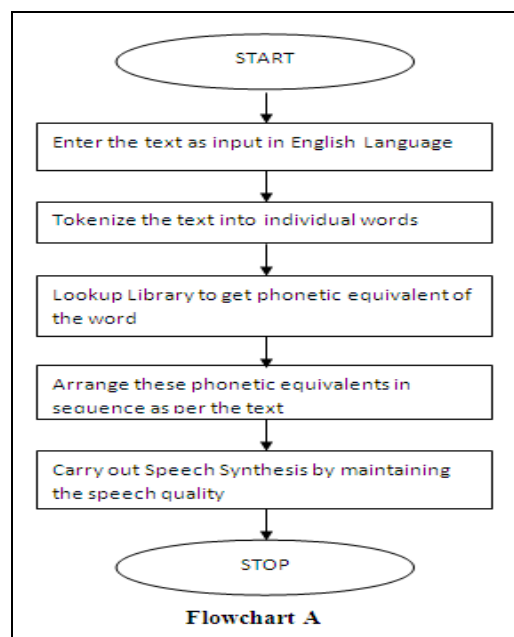 START
Enter the text as input in English Language
Tokenize the text into individual words
Lookup Library to get phonetic equivalent of
the word
Arrange these phonetic equivalents in
sequence as per the text
Carry out Speech Synthesis by maintaining
the speech quality
STOP
Flowchart A